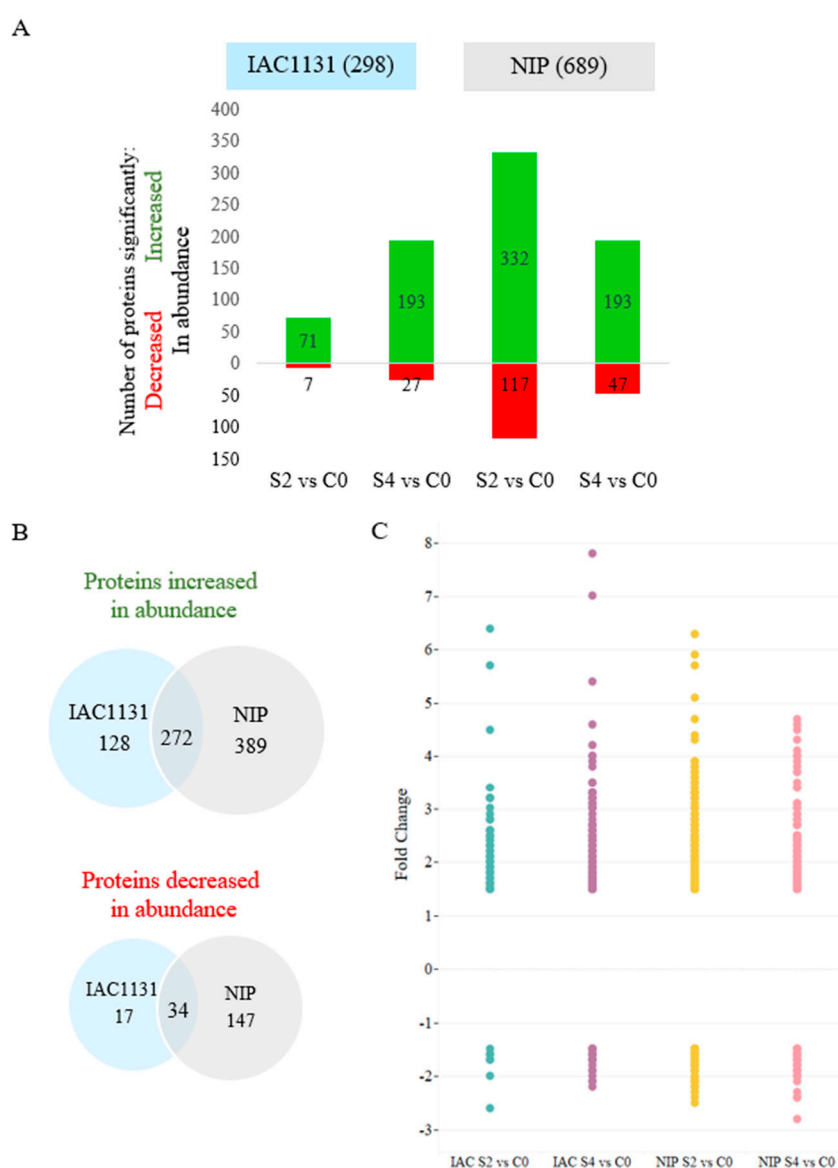 A
IAC1131 (298)
NIP (689)
Number of proteins significantly:
Decreased Increased
In abundance
400
350
300
250
200
150
100
50
0
50
100
150
71
193
332
193
7
27
117
47
S2 vs C0
S4 vs C0
S2 vs C0
S4 vs C0
B
Proteins increased
in abundance
IAC1131
128
272
NIP
389
Proteins decreased
in abundance
IAC1131
17
34
NIP
147
C
Fold Change
8
7
6
5
4
3
2
1
0
-1
-2
-3
IAC S2 vs C0
IAC S4 vs C0
NIP S2 vs C0
NIP S4 vs C0